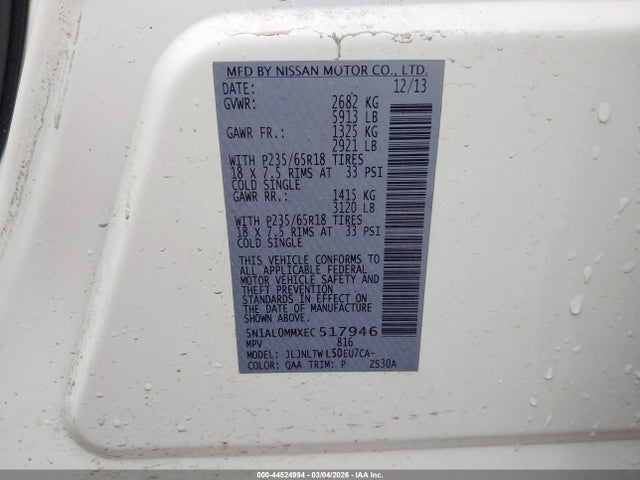 MFD BY NISSAN MOTOR CO., LTD.
DATE: 12/13
GVWR: 2682 KG
5913 LB
GAWR FR.: 1325 KG
2921 LB
WITH P235/65R18 TIRES
18 X 7.5 RIMS AT 33 PSI
COLD SINGLE
GAWR RR.: 1415 KG
3120 LB
WITH P235/65R18 TIRES
18 X 7.5 RIMS AT 33 PSI
COLD SINGLE
THIS VEHICLE CONFORMS TO
ALL APPLICABLE FEDERAL
MOTOR VEHICLE SAFETY AND
THEFT PREVENTION
STANDARDS IN EFFECT ON
THE DATE OF MANUFACTURE
SHOWN ABOVE.
5N1AL0MMXEC517946
MPV 816
MODEL: JLJNLTWL50EU7CA-
COLOR: QAA TRIM: P ZS30A
000-44524994 | 03/04/2026 - IAA Inc.